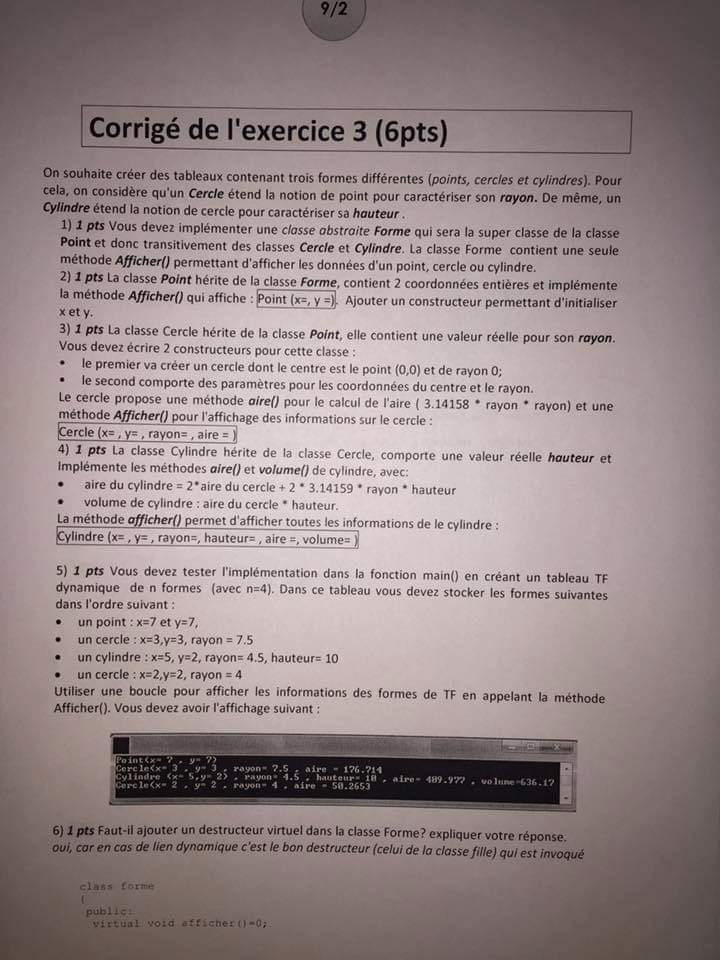 9/2
Corrigé de l'exercice 3 (6pts)
On souhaite créer des tableaux contenant trois formes différentes (points, cercles et cylindres). Pour
cela, on considère qu'un Cercle étend la notion de point pour caractériser son rayon. De même, un
Cylindre étend la notion de cercle pour caractériser sa hauteur .
1) 1 pts Vous devez implémenter une classe abstraite Forme qui sera la super classe de la classe
Point et donc transitivement des classes Cercle et Cylindre. La classe Forme contient une seule
méthode Afficher() permettant d'afficher les données d'un point, cercle ou cylindre.
2) 1 pts La classe Point hérite de la classe Forme, contient 2 coordonnées entières et implémente
la méthode Afficher() qui affiche : Point (x=, y =). Ajouter un constructeur permettant d'initialiser
x et y.
3) 1 pts La classe Cercle hérite de la classe Point, elle contient une valeur réelle pour son rayon.
Vous devez écrire 2 constructeurs pour cette classe :
• le premier va créer un cercle dont le centre est le point (0,0) et de rayon 0;
• le second comporte des paramètres pour les coordonnées du centre et le rayon.
Le cercle propose une méthode aire() pour le calcul de l'aire ( 3.14158 * rayon * rayon) et une
méthode Afficher() pour l'affichage des informations sur le cercle :
Cercle (x= , y= , rayon= , aire = )
4) 1 pts La classe Cylindre hérite de la classe Cercle, comporte une valeur réelle hauteur et
Implémente les méthodes aire() et volume() de cylindre, avec:
• aire du cylindre = 2*aire du cercle + 2 * 3.14159 * rayon * hauteur
• volume de cylindre : aire du cercle * hauteur.
La méthode afficher() permet d'afficher toutes les informations de le cylindre :
Cylindre (x= , y= , rayon=, hauteur= , aire =, volume= )
5) 1 pts Vous devez tester l'implémentation dans la fonction main() en créant un tableau TF
dynamique de n formes (avec n=4). Dans ce tableau vous devez stocker les formes suivantes
dans l'ordre suivant :
• un point : x=7 et y=7,
• un cercle : x=3,y=3, rayon = 7.5
• un cylindre : x=5, y=2, rayon= 4.5, hauteur= 10
• un cercle : x=2,y=2, rayon = 4
Utiliser une boucle pour afficher les informations des formes de TF en appelant la méthode
Afficher(). Vous devez avoir l'affichage suivant :
Point(x= 7 , y= 7)
Cercle(x= 3 , y= 3 , rayon= 7.5 , aire = 176.714
Cylindre (x= 5,y= 2) , rayon= 4.5 , hauteur= 10 , aire= 409.977 , volume=636.17
Cercle(x= 2 , y= 2 , rayon= 4 , aire = 50.2653
6) 1 pts Faut-il ajouter un destructeur virtuel dans la classe Forme? expliquer votre réponse.
oui, car en cas de lien dynamique c'est le bon destructeur (celui de la classe fille) qui est invoqué
class forme
{
public:
virtual void afficher()=0;